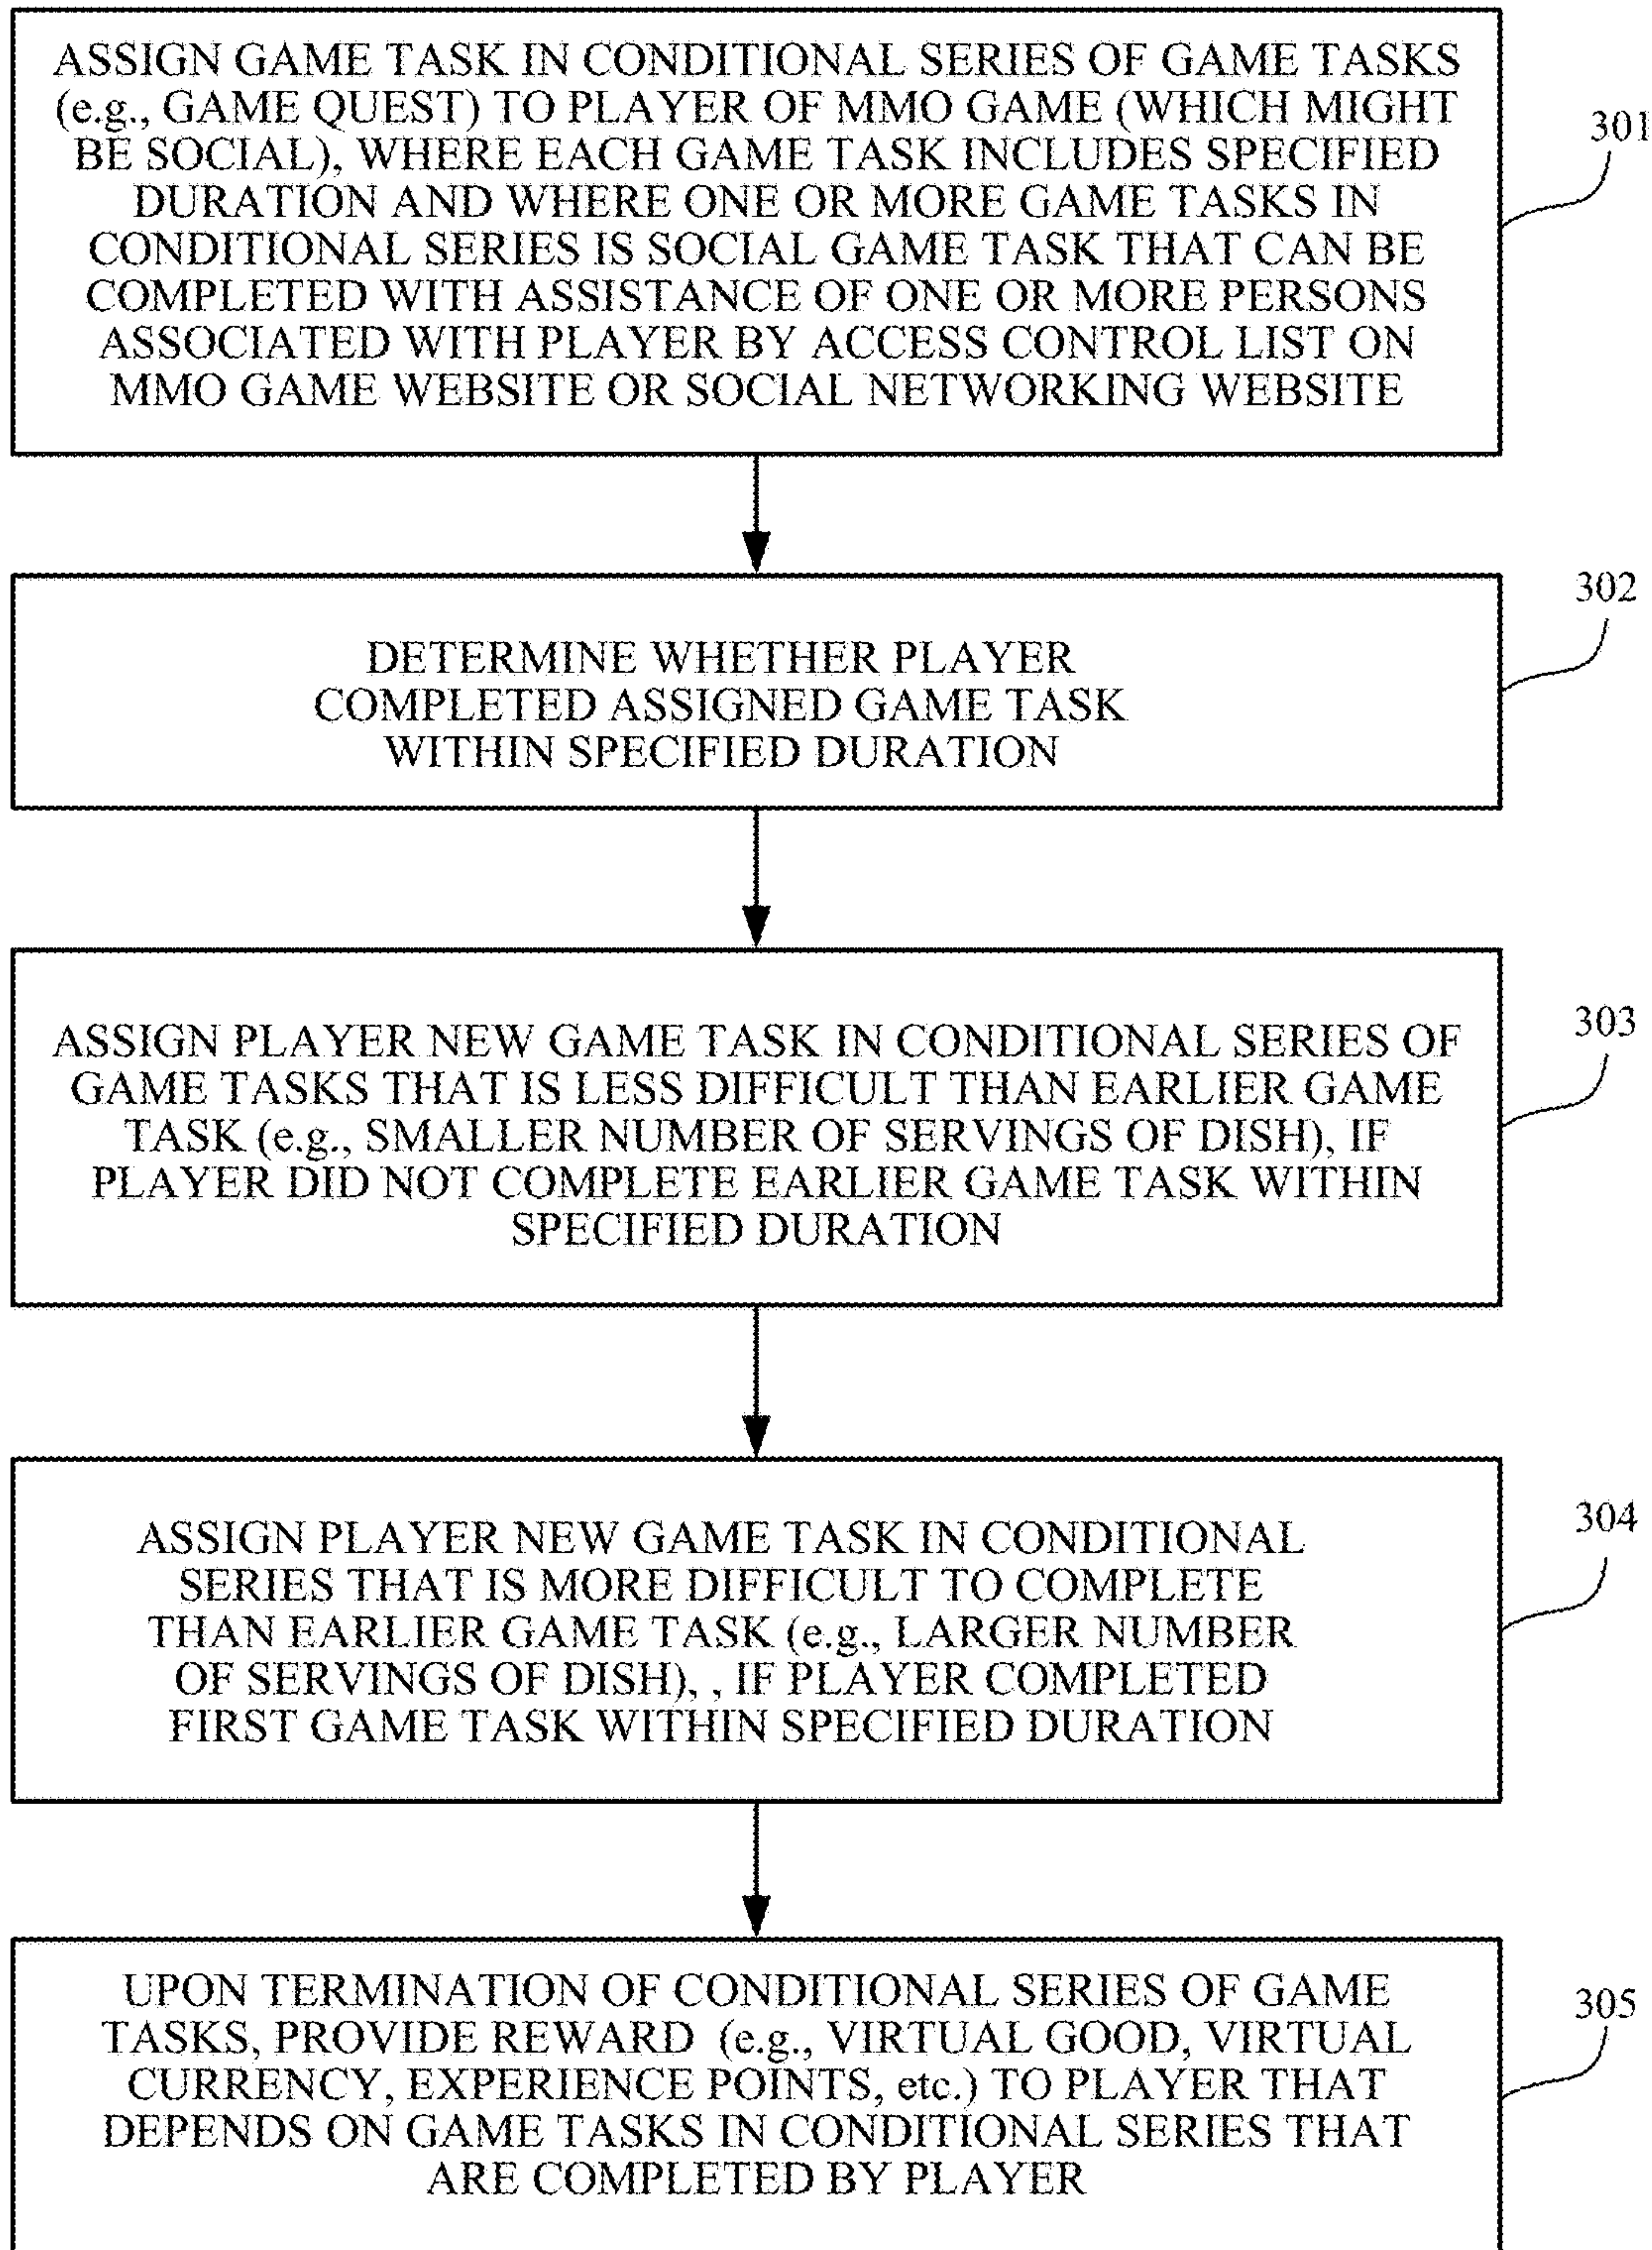 ASSIGN GAME TASK IN CONDITIONAL SERIES OF GAME TASKS
(e.g., GAME QUEST) TO PLAYER OF MMO GAME (WHICH MIGHT
BE SOCIAL), WHERE EACH GAME TASK INCLUDES SPECIFIED
DURATION AND WHERE ONE OR MORE GAME TASKS IN
CONDITIONAL SERIES IS SOCIAL GAME TASK THAT CAN BE
COMPLETED WITH ASSISTANCE OF ONE OR MORE PERSONS
ASSOCIATED WITH PLAYER BY ACCESS CONTROL LIST ON
MMO GAME WEBSITE OR SOCIAL NETWORKING WEBSITE
301
302
DETERMINE WHETHER PLAYER
COMPLETED ASSIGNED GAME TASK
WITHIN SPECIFIED DURATION
303
ASSIGN PLAYER NEW GAME TASK IN CONDITIONAL SERIES OF
GAME TASKS THAT IS LESS DIFFICULT THAN EARLIER GAME
TASK (e.g., SMALLER NUMBER OF SERVINGS OF DISH), IF
PLAYER DID NOT COMPLETE EARLIER GAME TASK WITHIN
SPECIFIED DURATION
304
ASSIGN PLAYER NEW GAME TASK IN CONDITIONAL
SERIES THAT IS MORE DIFFICULT TO COMPLETE
THAN EARLIER GAME TASK (e.g., LARGER NUMBER
OF SERVINGS OF DISH), , IF PLAYER COMPLETED
FIRST GAME TASK WITHIN SPECIFIED DURATION
305
UPON TERMINATION OF CONDITIONAL SERIES OF GAME
TASKS, PROVIDE REWARD (e.g., VIRTUAL GOOD, VIRTUAL
CURRENCY, EXPERIENCE POINTS, etc.) TO PLAYER THAT
DEPENDS ON GAME TASKS IN CONDITIONAL SERIES THAT
ARE COMPLETED BY PLAYER